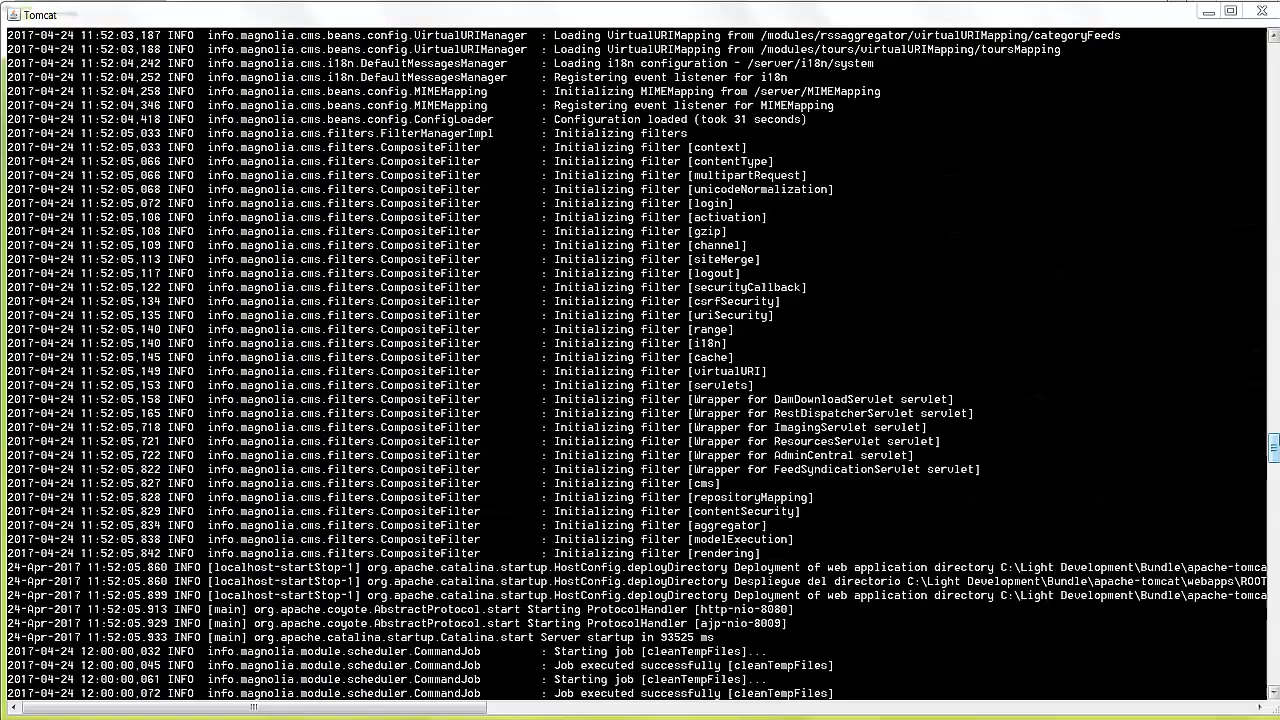 Tomcat
2017-04-24 11:52:03,187 INFO  info.magnolia.cms.beans.config.VirtualURIManager  : Loading VirtualURIMapping from /modules/rssaggregator/virtualURIMapping/categoryFeeds
2017-04-24 11:52:03,188 INFO  info.magnolia.cms.beans.config.VirtualURIManager  : Loading VirtualURIMapping from /modules/tours/virtualURIMapping/toursMapping
2017-04-24 11:52:04,242 INFO  info.magnolia.cms.i18n.DefaultMessagesManager     : Loading i18n configuration - /server/i18n/system
2017-04-24 11:52:04,252 INFO  info.magnolia.cms.i18n.DefaultMessagesManager     : Registering event listener for i18n
2017-04-24 11:52:04,258 INFO  info.magnolia.cms.beans.config.MIMEMapping        : Initializing MIMEMapping from /server/MIMEMapping
2017-04-24 11:52:04,346 INFO  info.magnolia.cms.beans.config.MIMEMapping        : Registering event listener for MIMEMapping
2017-04-24 11:52:04,418 INFO  info.magnolia.cms.beans.config.ConfigLoader       : Configuration loaded (took 31 seconds)
2017-04-24 11:52:05,033 INFO  info.magnolia.cms.filters.FilterManagerImpl       : Initializing filters
2017-04-24 11:52:05,033 INFO  info.magnolia.cms.filters.CompositeFilter         : Initializing filter [context]
2017-04-24 11:52:05,066 INFO  info.magnolia.cms.filters.CompositeFilter         : Initializing filter [contentType]
2017-04-24 11:52:05,066 INFO  info.magnolia.cms.filters.CompositeFilter         : Initializing filter [multipartRequest]
2017-04-24 11:52:05,068 INFO  info.magnolia.cms.filters.CompositeFilter         : Initializing filter [unicodeNormalization]
2017-04-24 11:52:05,072 INFO  info.magnolia.cms.filters.CompositeFilter         : Initializing filter [login]
2017-04-24 11:52:05,106 INFO  info.magnolia.cms.filters.CompositeFilter         : Initializing filter [activation]
2017-04-24 11:52:05,108 INFO  info.magnolia.cms.filters.CompositeFilter         : Initializing filter [gzip]
2017-04-24 11:52:05,109 INFO  info.magnolia.cms.filters.CompositeFilter         : Initializing filter [channel]
2017-04-24 11:52:05,113 INFO  info.magnolia.cms.filters.CompositeFilter         : Initializing filter [siteMerge]
2017-04-24 11:52:05,117 INFO  info.magnolia.cms.filters.CompositeFilter         : Initializing filter [logout]
2017-04-24 11:52:05,122 INFO  info.magnolia.cms.filters.CompositeFilter         : Initializing filter [securityCallback]
2017-04-24 11:52:05,134 INFO  info.magnolia.cms.filters.CompositeFilter         : Initializing filter [csrfSecurity]
2017-04-24 11:52:05,135 INFO  info.magnolia.cms.filters.CompositeFilter         : Initializing filter [uriSecurity]
2017-04-24 11:52:05,140 INFO  info.magnolia.cms.filters.CompositeFilter         : Initializing filter [range]
2017-04-24 11:52:05,140 INFO  info.magnolia.cms.filters.CompositeFilter         : Initializing filter [i18n]
2017-04-24 11:52:05,145 INFO  info.magnolia.cms.filters.CompositeFilter         : Initializing filter [cache]
2017-04-24 11:52:05,149 INFO  info.magnolia.cms.filters.CompositeFilter         : Initializing filter [virtualURI]
2017-04-24 11:52:05,153 INFO  info.magnolia.cms.filters.CompositeFilter         : Initializing filter [servlets]
2017-04-24 11:52:05,158 INFO  info.magnolia.cms.filters.CompositeFilter         : Initializing filter [Wrapper for DamDownloadServlet servlet]
2017-04-24 11:52:05,165 INFO  info.magnolia.cms.filters.CompositeFilter         : Initializing filter [Wrapper for RestDispatcherServlet servlet]
2017-04-24 11:52:05,718 INFO  info.magnolia.cms.filters.CompositeFilter         : Initializing filter [Wrapper for ImagingServlet servlet]
2017-04-24 11:52:05,721 INFO  info.magnolia.cms.filters.CompositeFilter         : Initializing filter [Wrapper for ResourcesServlet servlet]
2017-04-24 11:52:05,722 INFO  info.magnolia.cms.filters.CompositeFilter         : Initializing filter [Wrapper for AdminCentral servlet]
2017-04-24 11:52:05,822 INFO  info.magnolia.cms.filters.CompositeFilter         : Initializing filter [Wrapper for FeedSyndicationServlet servlet]
2017-04-24 11:52:05,827 INFO  info.magnolia.cms.filters.CompositeFilter         : Initializing filter [cms]
2017-04-24 11:52:05,828 INFO  info.magnolia.cms.filters.CompositeFilter         : Initializing filter [repositoryMapping]
2017-04-24 11:52:05,829 INFO  info.magnolia.cms.filters.CompositeFilter         : Initializing filter [contentSecurity]
2017-04-24 11:52:05,834 INFO  info.magnolia.cms.filters.CompositeFilter         : Initializing filter [aggregator]
2017-04-24 11:52:05,838 INFO  info.magnolia.cms.filters.CompositeFilter         : Initializing filter [modelExecution]
2017-04-24 11:52:05,842 INFO  info.magnolia.cms.filters.CompositeFilter         : Initializing filter [rendering]
24-Apr-2017 11:52:05.860 INFO [localhost-startStop-1] org.apache.catalina.startup.HostConfig.deployDirectory Deployment of web application directory C:\Light Development\Bundle\apache-tomca
24-Apr-2017 11:52:05.860 INFO [localhost-startStop-1] org.apache.catalina.startup.HostConfig.deployDirectory Despliegue del directorio C:\Light Development\Bundle\apache-tomcat\webapps\ROOT
24-Apr-2017 11:52:05.899 INFO [localhost-startStop-1] org.apache.catalina.startup.HostConfig.deployDirectory Deployment of web application directory C:\Light Development\Bundle\apache-tomca
24-Apr-2017 11:52:05.913 INFO [main] org.apache.coyote.AbstractProtocol.start Starting ProtocolHandler [http-nio-8080]
24-Apr-2017 11:52:05.929 INFO [main] org.apache.coyote.AbstractProtocol.start Starting ProtocolHandler [ajp-nio-8009]
24-Apr-2017 11:52:05.933 INFO [main] org.apache.catalina.startup.Catalina.start Server startup in 93525 ms
2017-04-24 12:00:00,032 INFO  info.magnolia.module.scheduler.CommandJob         : Starting job [cleanTempFiles]...
2017-04-24 12:00:00,045 INFO  info.magnolia.module.scheduler.CommandJob         : Job executed successfully [cleanTempFiles]
2017-04-24 12:00:00,061 INFO  info.magnolia.module.scheduler.CommandJob         : Starting job [cleanTempFiles]...
2017-04-24 12:00:00,072 INFO  info.magnolia.module.scheduler.CommandJob         : Job executed successfully [cleanTempFiles]